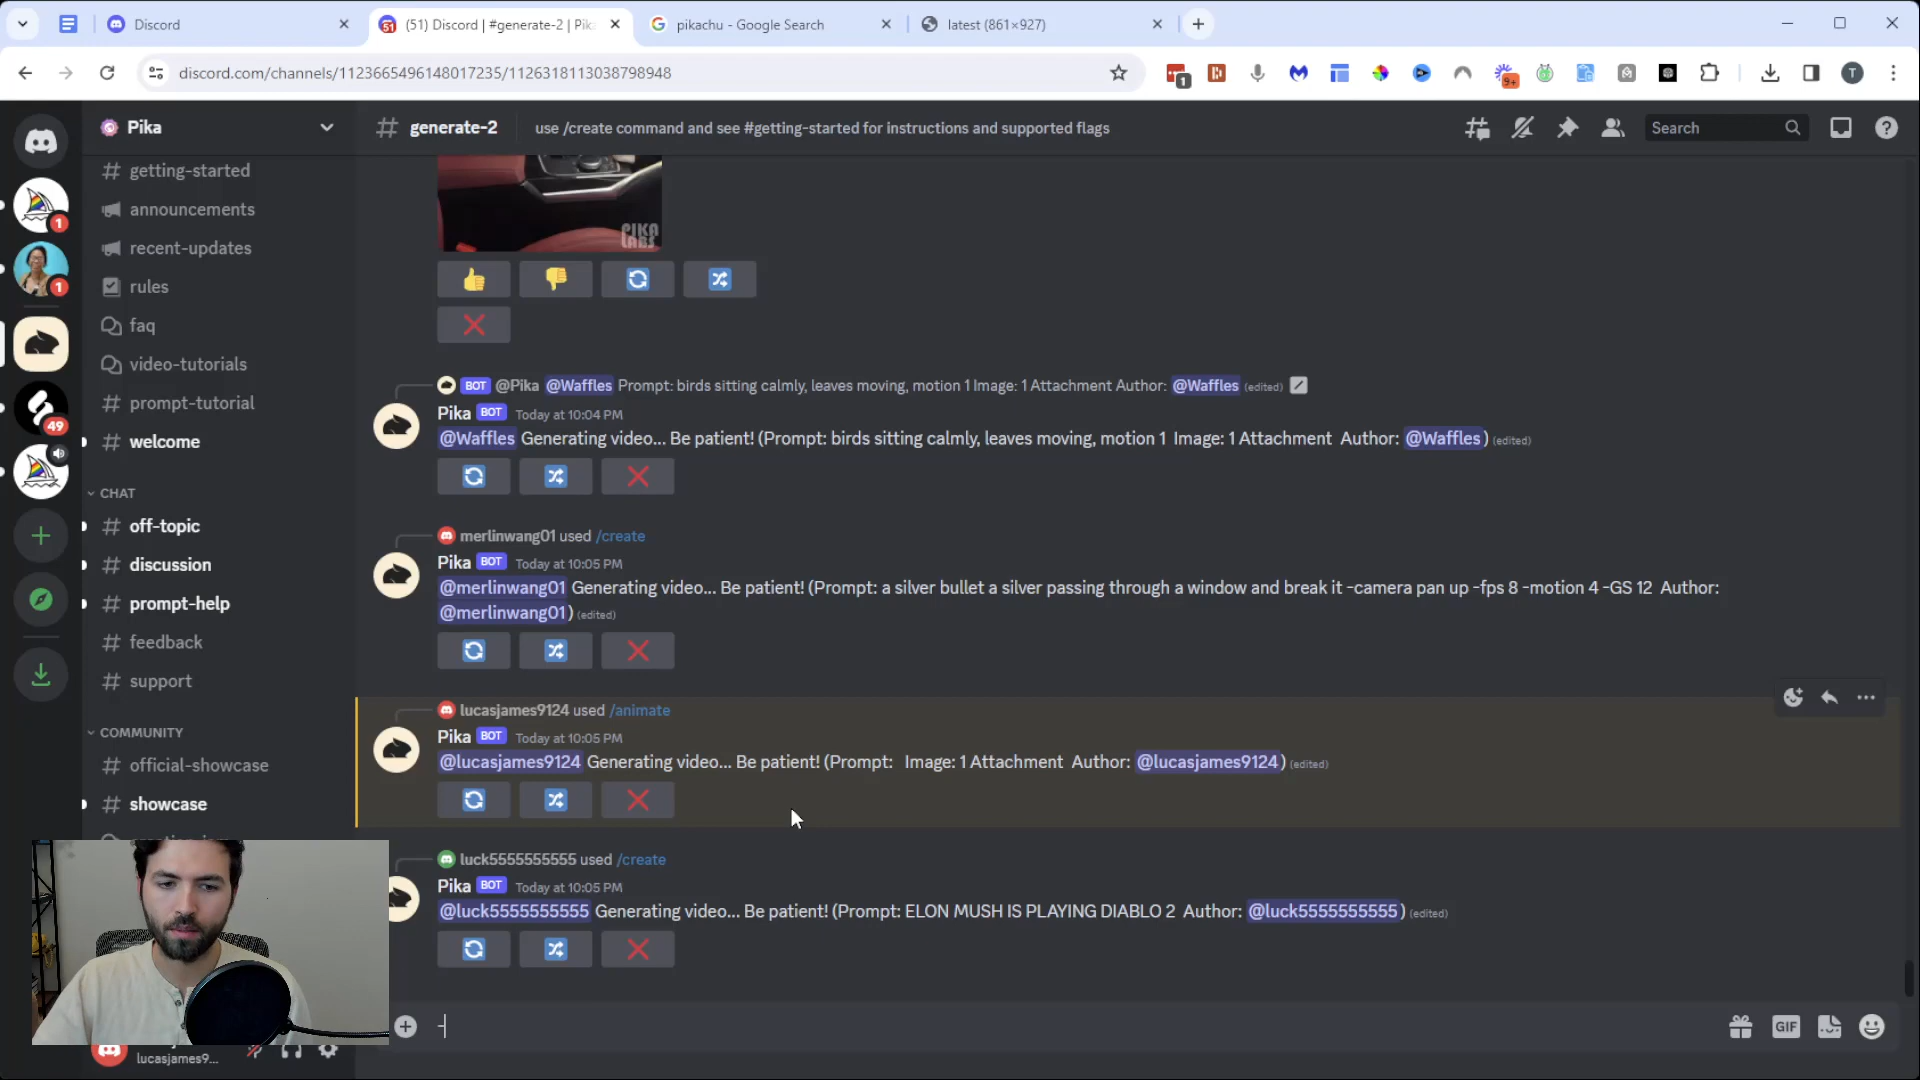 Discord
(51) Discord | #generate-2 | Pik
pikachu - Google Search
latest (861×927)
discord.com/channels/1123665496148017235/1126318113038798948
1
9+
T
Pika
generate-2
use /create command and see #getting-started for instructions and supported flags
Search
getting-started
announcements
recent-updates
rules
faq
video-tutorials
prompt-tutorial
welcome
CHAT
off-topic
discussion
prompt-help
feedback
support
COMMUNITY
official-showcase
showcase
1
1
49
PIKA
LABS
BOT @Pika @Waffles Prompt: birds sitting calmly, leaves moving, motion 1 Image: 1 Attachment Author: @Waffles (edited)
Pika BOT Today at 10:04 PM
@Waffles Generating video... Be patient! (Prompt: birds sitting calmly, leaves moving, motion 1 Image: 1 Attachment Author: @Waffles) (edited)
merlinwang01 used /create
Pika BOT Today at 10:05 PM
@merlinwang01 Generating video... Be patient! (Prompt: a silver bullet a silver passing through a window and break it -camera pan up -fps 8 -motion 4 -GS 12 Author:
@merlinwang01) (edited)
lucasjames9124 used /animate
Pika BOT Today at 10:05 PM
@lucasjames9124 Generating video... Be patient! (Prompt: Image: 1 Attachment Author: @lucasjames9124) (edited)
luck5555555555 used /create
Pika BOT Today at 10:05 PM
@luck5555555555 Generating video... Be patient! (Prompt: ELON MUSH IS PLAYING DIABLO 2 Author: @luck5555555555) (edited)
-
GIF
lucasjames9...